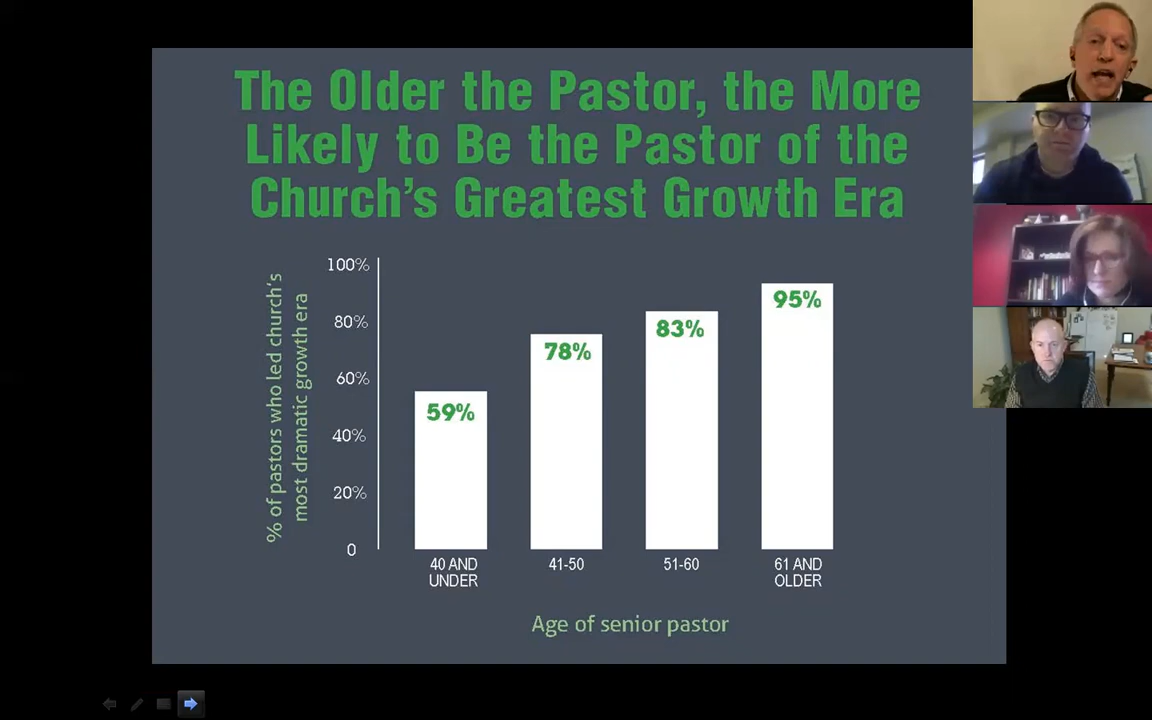 The Older the Pastor, the More
Likely to Be the Pastor of the
Church’s Greatest Growth Era
% of pastors who led church’s
most dramatic growth era
100%
80%
60%
40%
20%
0
59%
78%
83%
95%
40 AND
UNDER
41-50
51-60
61 AND
OLDER
Age of senior pastor